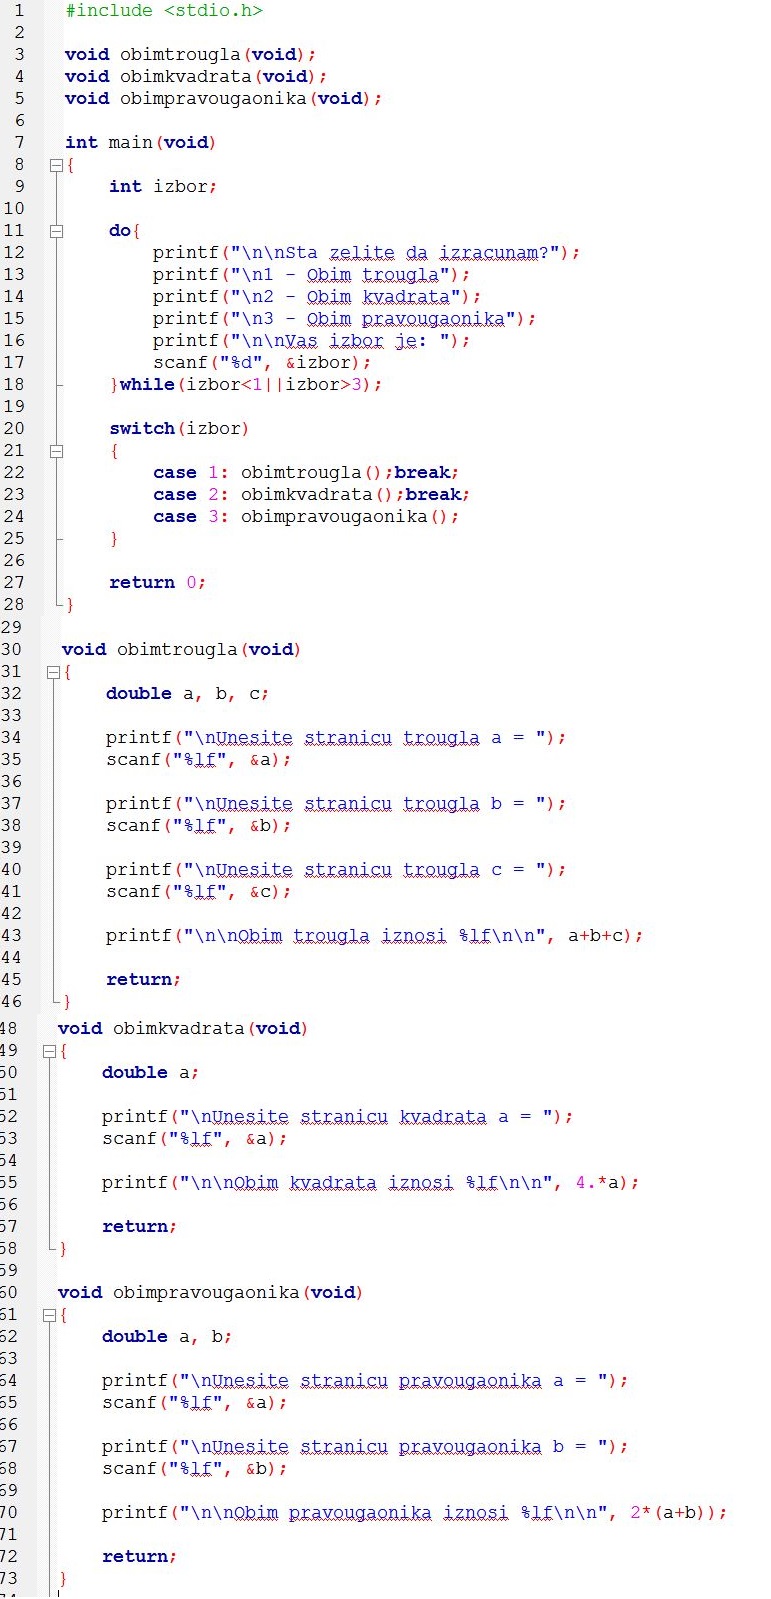 1 #include <stdio.h>
2
3 void obimtrougla(void);
4 void obimkvadrata(void);
5 void obimpravougaonika(void);
6
7 int main(void)
8 {
9 int izbor;
10
11 do{
12 printf("\n\nSta zelite da izracunam?");
13 printf("\n1 - Obim trougla");
14 printf("\n2 - Obim kvadrata");
15 printf("\n3 - Obim pravougaonika");
16 printf("\n\nVas izbor je: ");
17 scanf("%d", &izbor);
18 }while(izbor<1||izbor>3);
19
20 switch(izbor)
21 {
22 case 1: obimtrougla();break;
23 case 2: obimkvadrata();break;
24 case 3: obimpravougaonika();
25 }
26
27 return 0;
28 }
29
30 void obimtrougla(void)
31 {
32 double a, b, c;
33
34 printf("\nUnesite stranicu trougla a = ");
35 scanf("%lf", &a);
36
37 printf("\nUnesite stranicu trougla b = ");
38 scanf("%lf", &b);
39
40 printf("\nUnesite stranicu trougla c = ");
41 scanf("%lf", &c);
42
43 printf("\n\nObim trougla iznosi %lf\n\n", a+b+c);
44
45 return;
46 }
48 void obimkvadrata(void)
49 {
50 double a;
51
52 printf("\nUnesite stranicu kvadrata a = ");
53 scanf("%lf", &a);
54
55 printf("\n\nObim kvadrata iznosi %lf\n\n", 4.*a);
56
57 return;
58 }
59
60 void obimpravougaonika(void)
61 {
62 double a, b;
63
64 printf("\nUnesite stranicu pravougaonika a = ");
65 scanf("%lf", &a);
66
67 printf("\nUnesite stranicu pravougaonika b = ");
68 scanf("%lf", &b);
69
70 printf("\n\nObim pravougaonika iznosi %lf\n\n", 2*(a+b));
71
72 return;
73 }